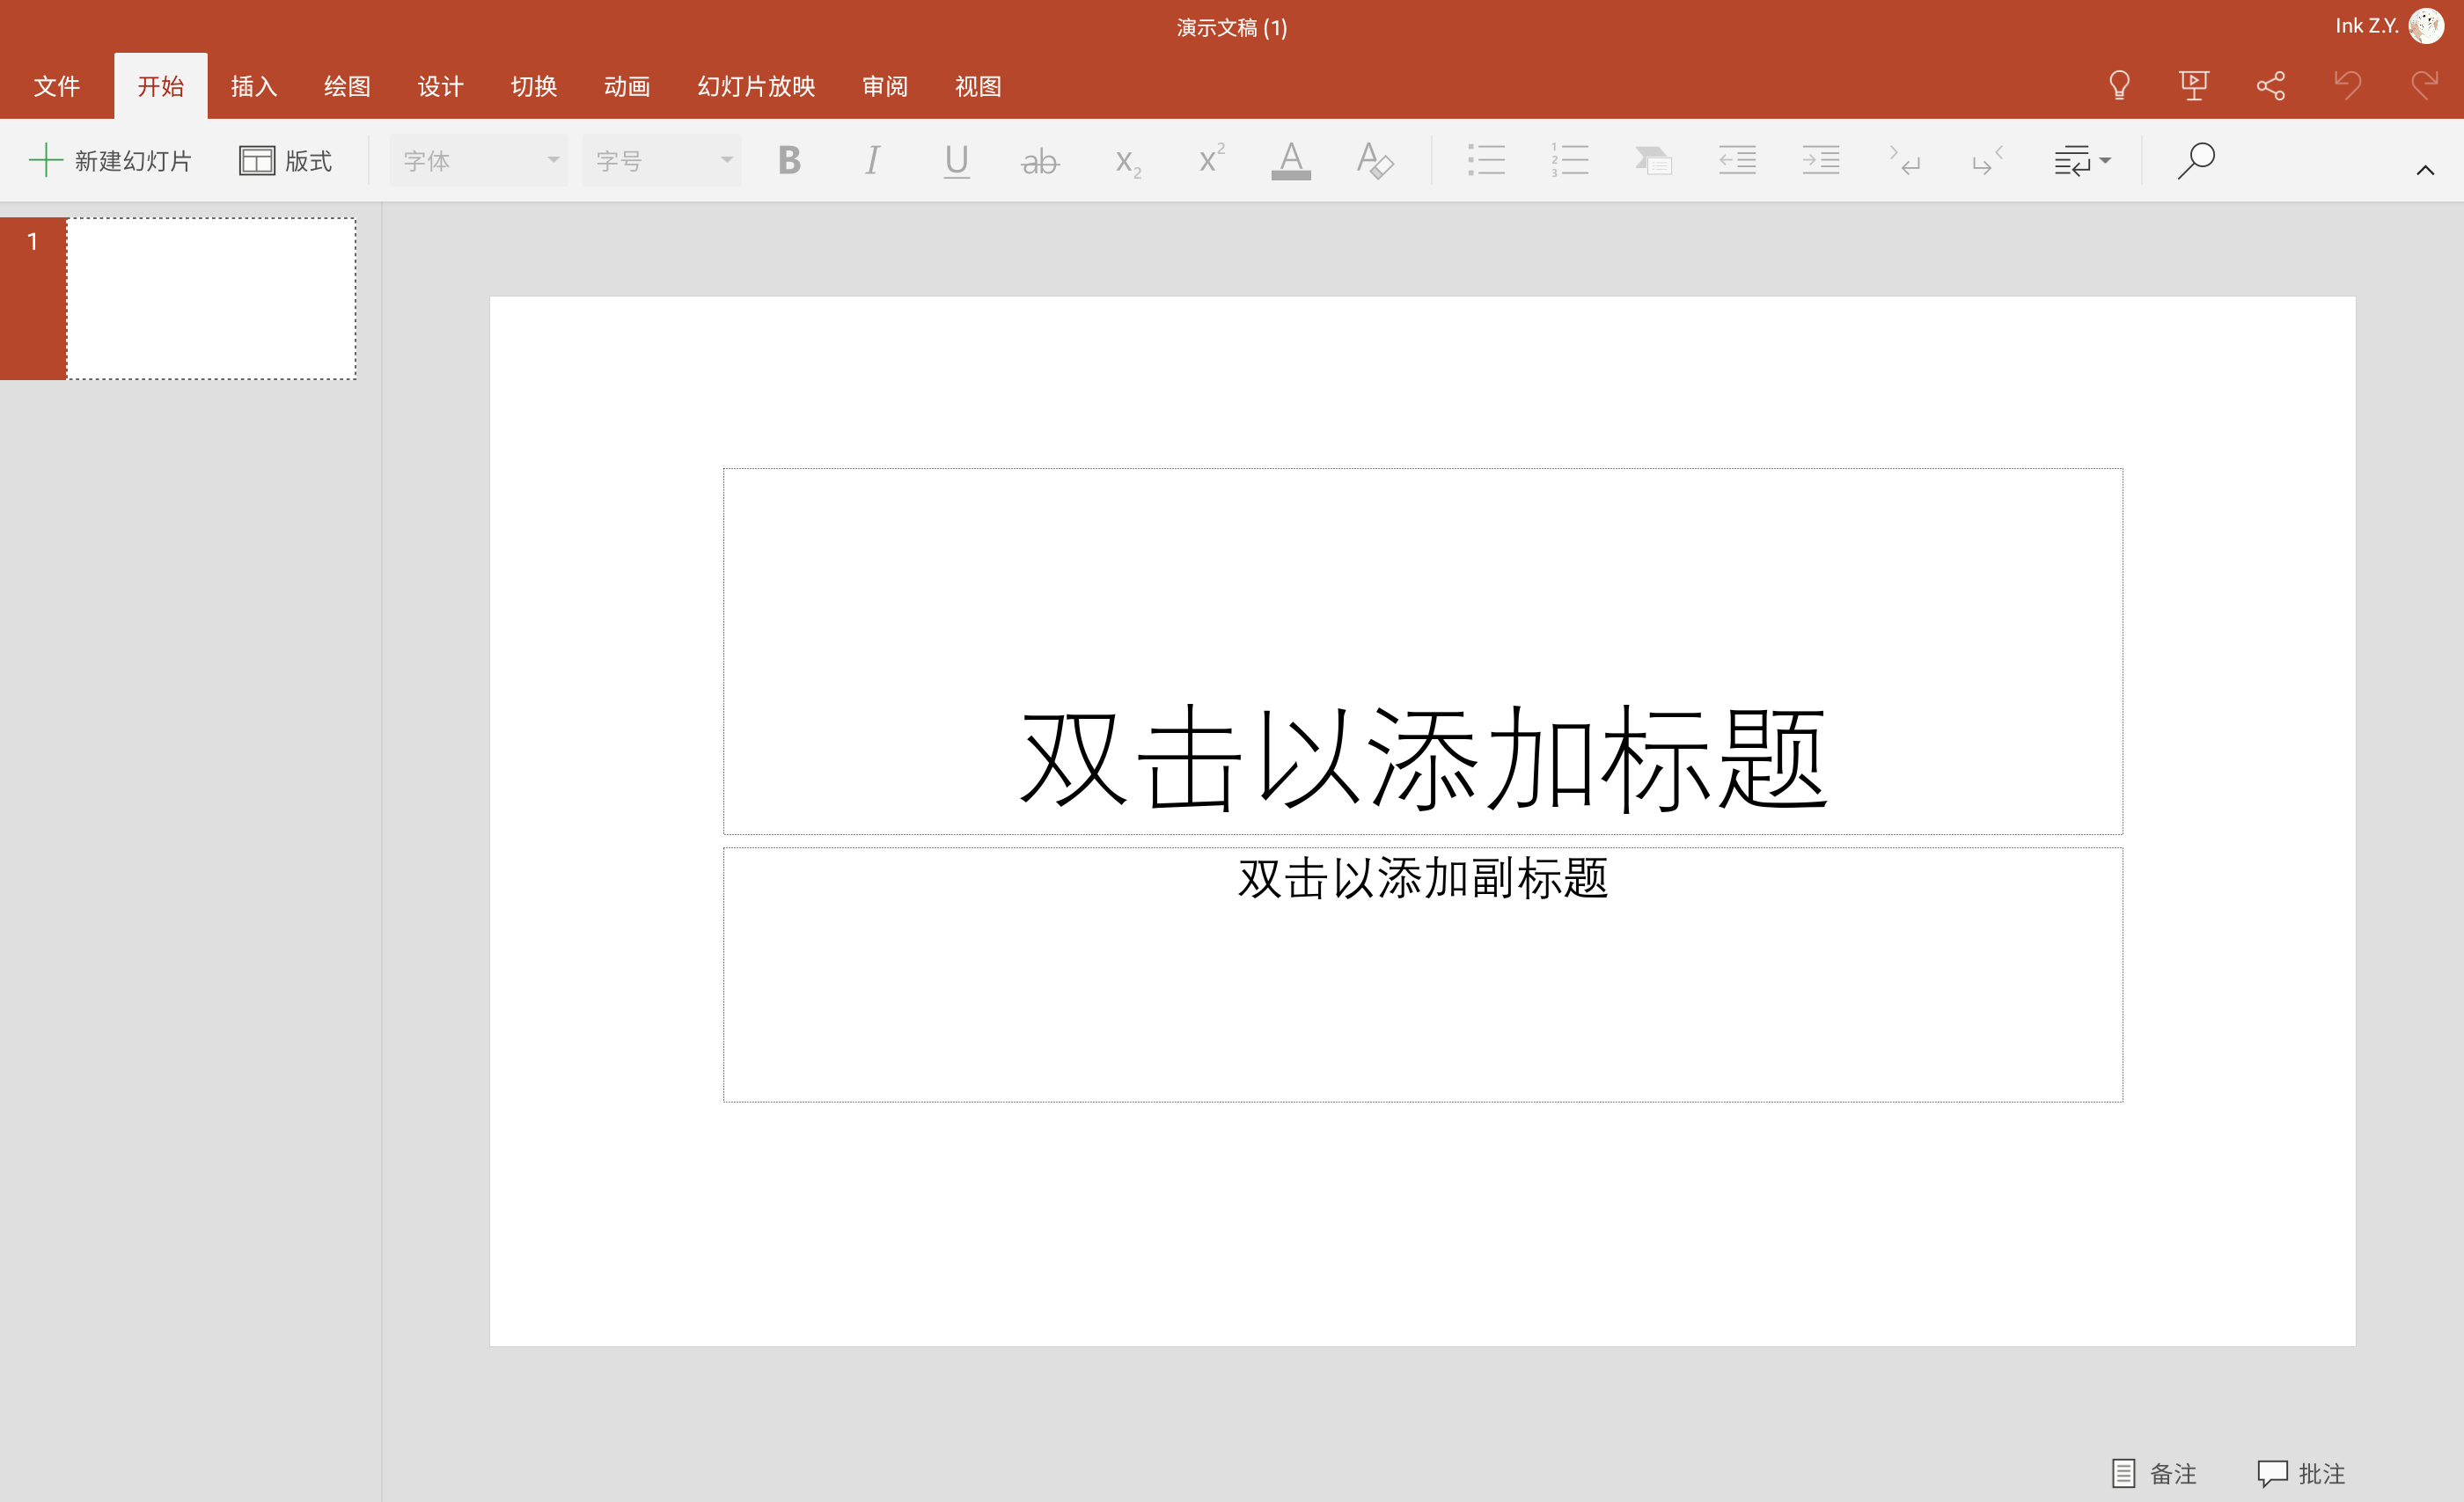 演示文稿 (1)
Ink Z.Y.
文件 开始 插入 绘图 设计 切换 动画 幻灯片放映 审阅 视图
新建幻灯片 版式 字体 字号 B I U ab x₂ x² A A
1
双击以添加标题
双击以添加副标题
备注 批注